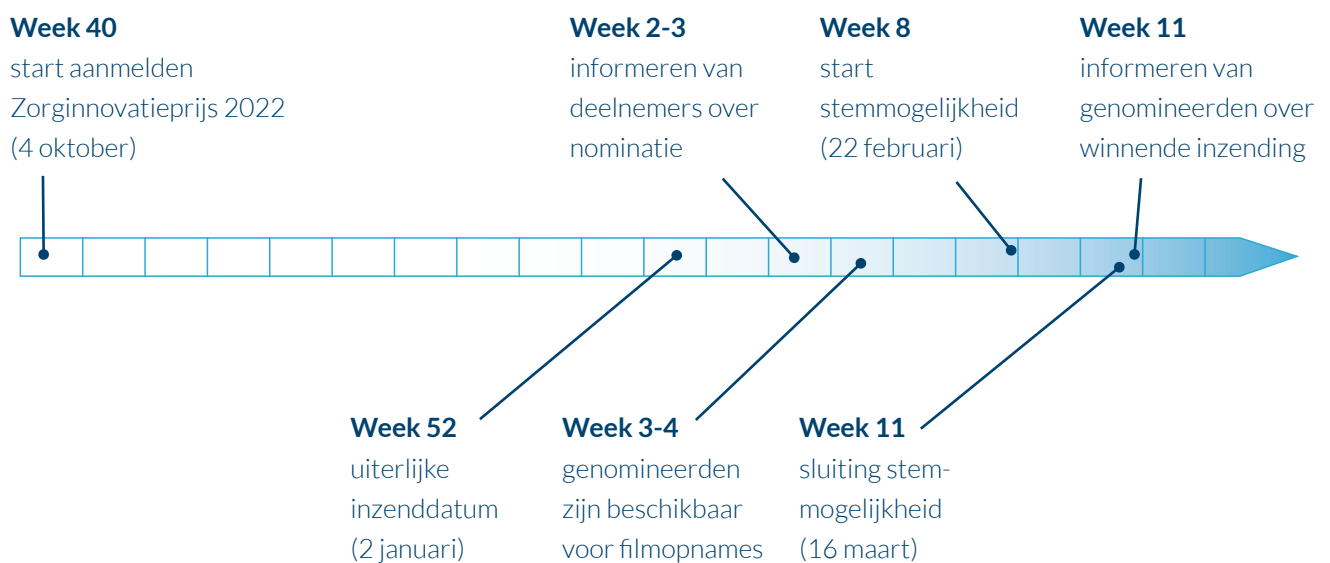 Week 40
start aanmelden
Zorginnovatieprijs 2022
(4 oktober)
Week 2-3
informeren van
deelnemers over
nominatie
Week 8
start
stemmogelijkheid
(22 februari)
Week 11
informeren van
genomineerden over
winnende inzending
Week 52
uiterlijke
inzenddatum
(2 januari)
Week 3-4
genomineerden
zijn beschikbaar
voor filmopnames
Week 11
sluiting stem-
mogelijkheid
(16 maart)